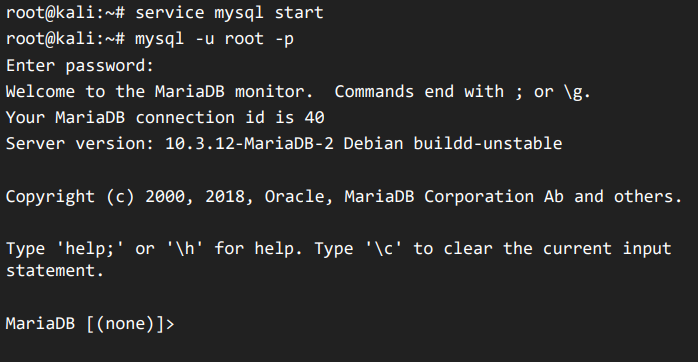 root@kali:~# service mysql start
root@kali:~# mysql -u root -p
Enter password:
Welcome to the MariaDB monitor.  Commands end with ; or \g.
Your MariaDB connection id is 40
Server version: 10.3.12-MariaDB-2 Debian buildd-unstable
Copyright (c) 2000, 2018, Oracle, MariaDB Corporation Ab and others.
Type 'help;' or '\h' for help. Type '\c' to clear the current input
statement.
MariaDB [(none)]>